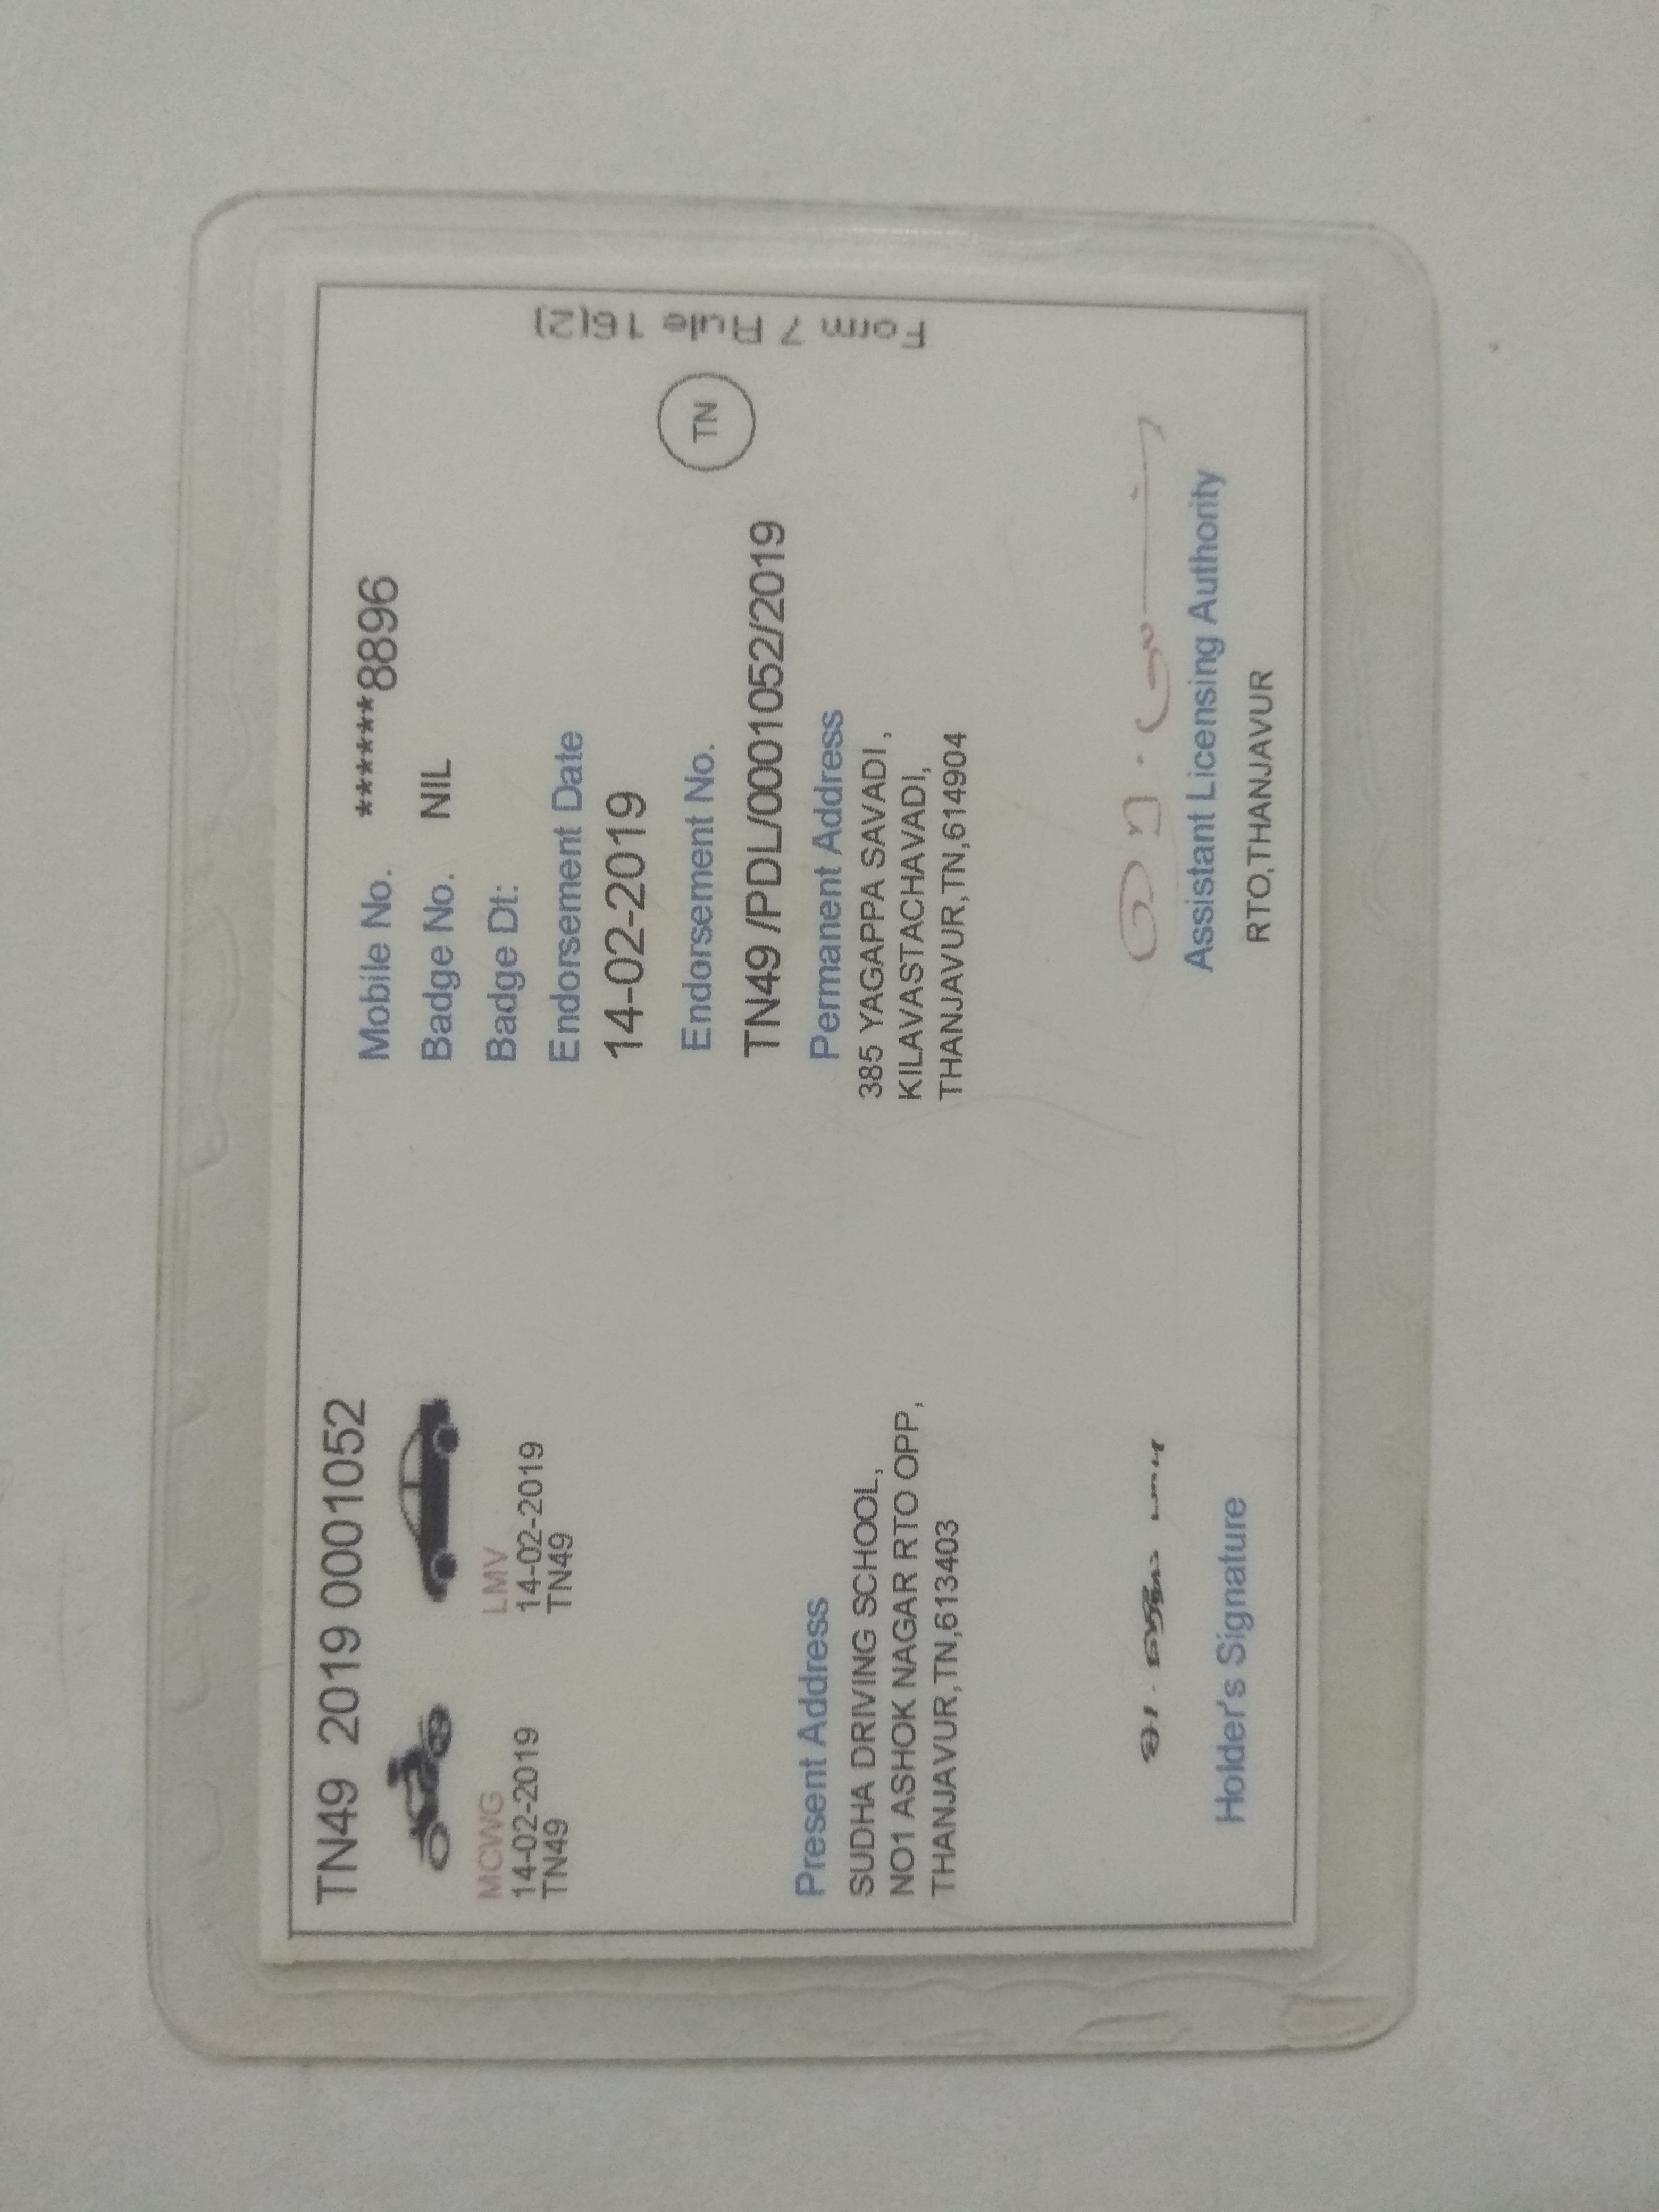 TN49 2019 0001052
MCWG
14-02-2019
TN49
LMV
14-02-2019
TN49
Mobile No. ******8896
Badge No. NIL
Badge Dt:
Endorsement Date
14-02-2019
Endorsement No.
TN49 /PDL/0001052/2019
TN
Form 7 Rule 16(2)
Present Address
SUDHA DRIVING SCHOOL,
NO1 ASHOK NAGAR RTO OPP,
THANJAVUR,TN,613403
Permanent Address
385 YAGAPPA SAVADI ,
KILAVASTACHAVADI,
THANJAVUR,TN,614904
Holder's Signature
Assistant Licensing Authority
RTO,THANJAVUR